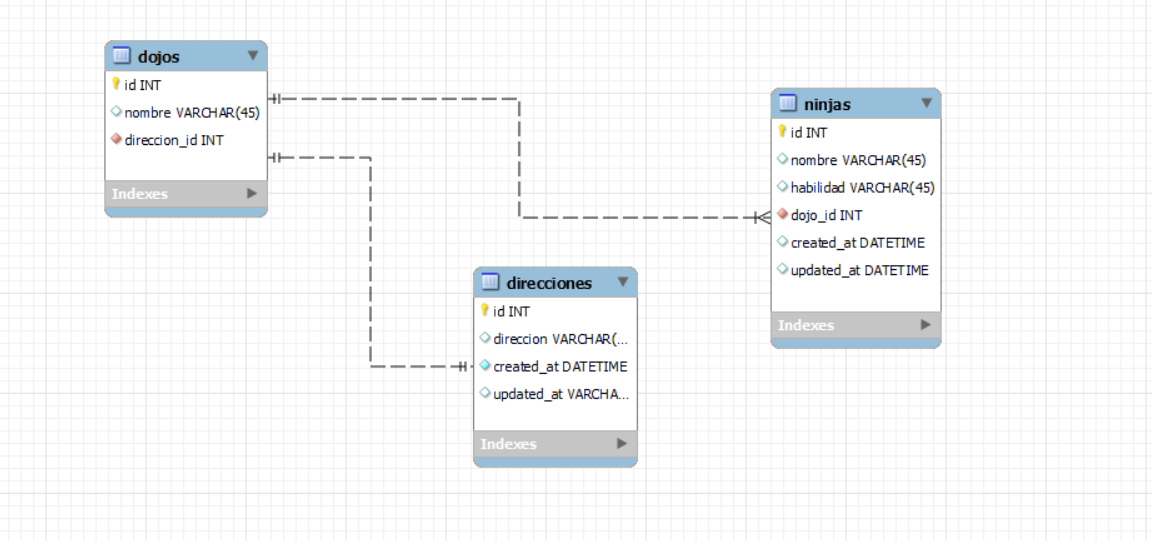 dojos
id INT
nombre VARCHAR(45)
direccion_id INT
Indexes
ninjas
id INT
nombre VARCHAR(45)
habilidad VARCHAR(45)
dojo_id INT
created_at DATETIME
updated_at DATETIME
Indexes
direcciones
id INT
direccion VARCHAR(...
created_at DATETIME
updated_at VARCHA...
Indexes